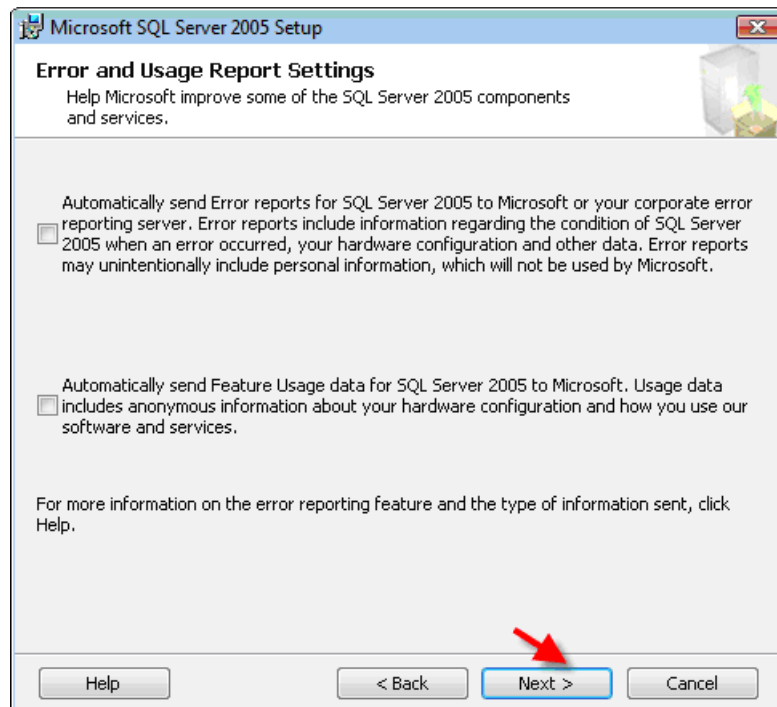 Microsoft SQL Server 2005 Setup
Error and Usage Report Settings
Help Microsoft improve some of the SQL Server 2005 components
and services.
Automatically send Error reports for SQL Server 2005 to Microsoft or your corporate error
reporting server. Error reports include information regarding the condition of SQL Server
2005 when an error occurred, your hardware configuration and other data. Error reports
may unintentionally include personal information, which will not be used by Microsoft.
Automatically send Feature Usage data for SQL Server 2005 to Microsoft. Usage data
includes anonymous information about your hardware configuration and how you use our
software and services.
For more information on the error reporting feature and the type of information sent, click
Help.
Help
< Back
Next >
Cancel